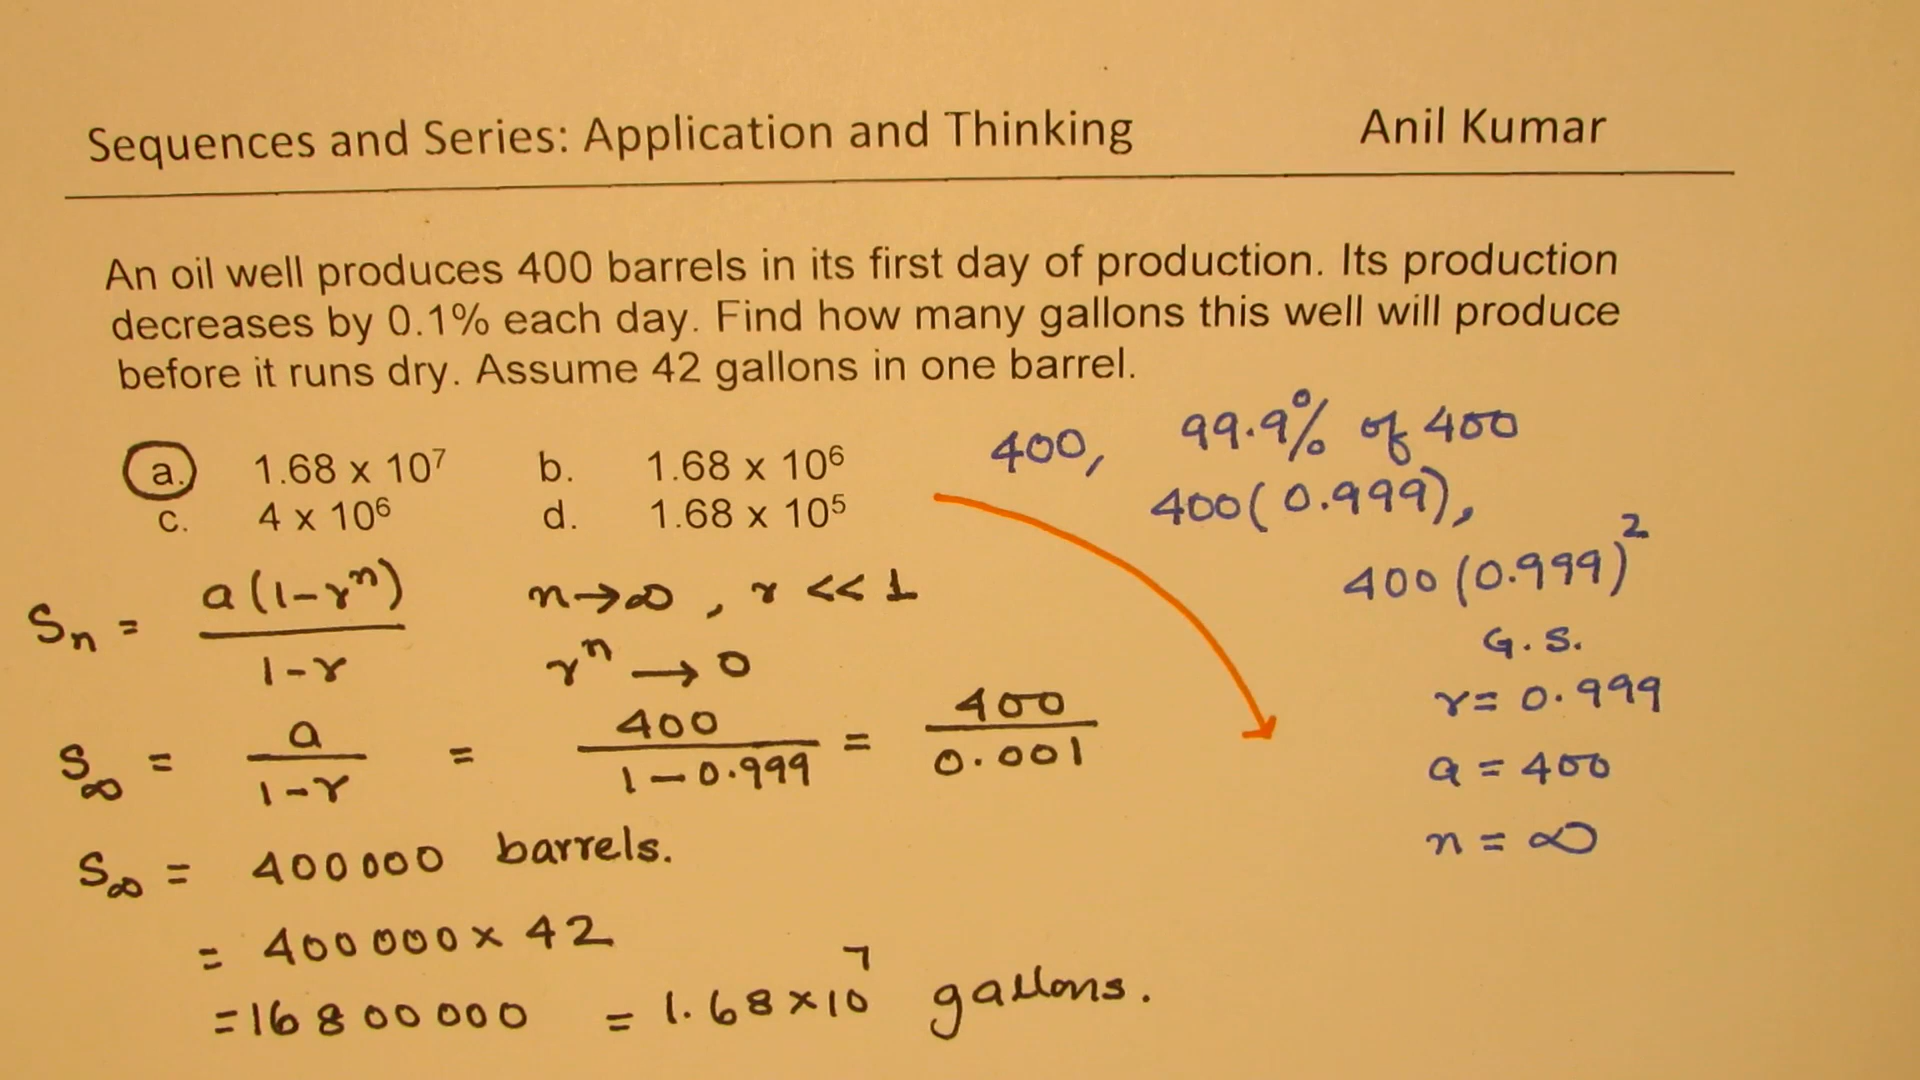 Sequences and Series: Application and Thinking Anil Kumar
An oil well produces 400 barrels in its first day of production. Its production
decreases by 0.1% each day. Find how many gallons this well will produce
before it runs dry. Assume 42 gallons in one barrel.
a. 1.68 x 10⁷ b. 1.68 x 10⁶
c. 4 x 10⁶ d. 1.68 x 10⁵
400, 99.9% of 400
400(0.999),
400(0.999)²
G.S.
r = 0.999
a = 400
n = ∞
Sn = a(1-rⁿ) / 1-r n→∞, r << 1
rⁿ → 0
S∞ = a / 1-r = 400 / 1-0.999 = 400 / 0.001
S∞ = 400000 barrels.
= 400000 x 42
= 16800000 = 1.68 x 10⁷ gallons.